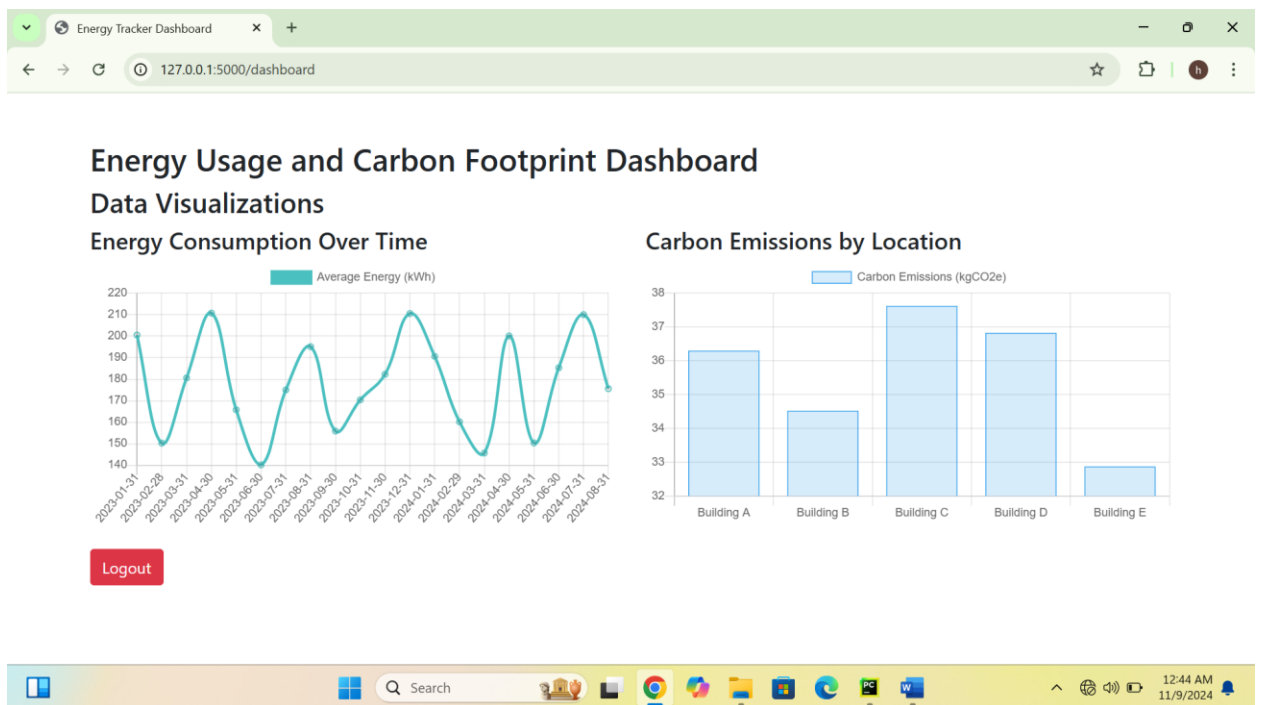 Energy Tracker Dashboard
127.0.0.1:5000/dashboard
h
Energy Usage and Carbon Footprint Dashboard
Data Visualizations
Energy Consumption Over Time
Average Energy (kWh)
220
210
200
190
180
170
160
150
140
2023-01-31
2023-02-28
2023-03-31
2023-04-30
2023-05-31
2023-06-30
2023-07-31
2023-08-31
2023-09-30
2023-10-31
2023-11-30
2023-12-31
2024-01-31
2024-02-29
2024-03-31
2024-04-30
2024-05-31
2024-06-30
2024-07-31
2024-08-31
Carbon Emissions by Location
Carbon Emissions (kgCO2e)
38
37
36
35
34
33
32
Building A Building B Building C Building D Building E
Logout
Search
PC
W
12:44 AM
11/9/2024